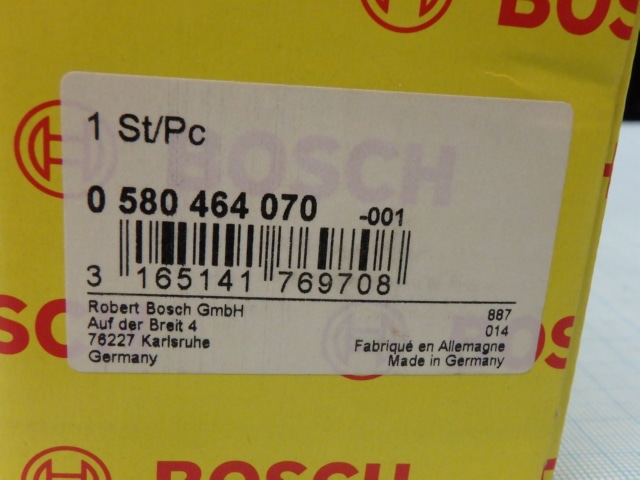 BOSCH
1 St/Pc
BOSCH
0 580 464 070 -001
3 165141 769708
Robert Bosch GmbH
Auf der Breit 4
76227 Karlsruhe
Germany
887
014
Fabriqué en Allemagne
Made in Germany
BOSCH